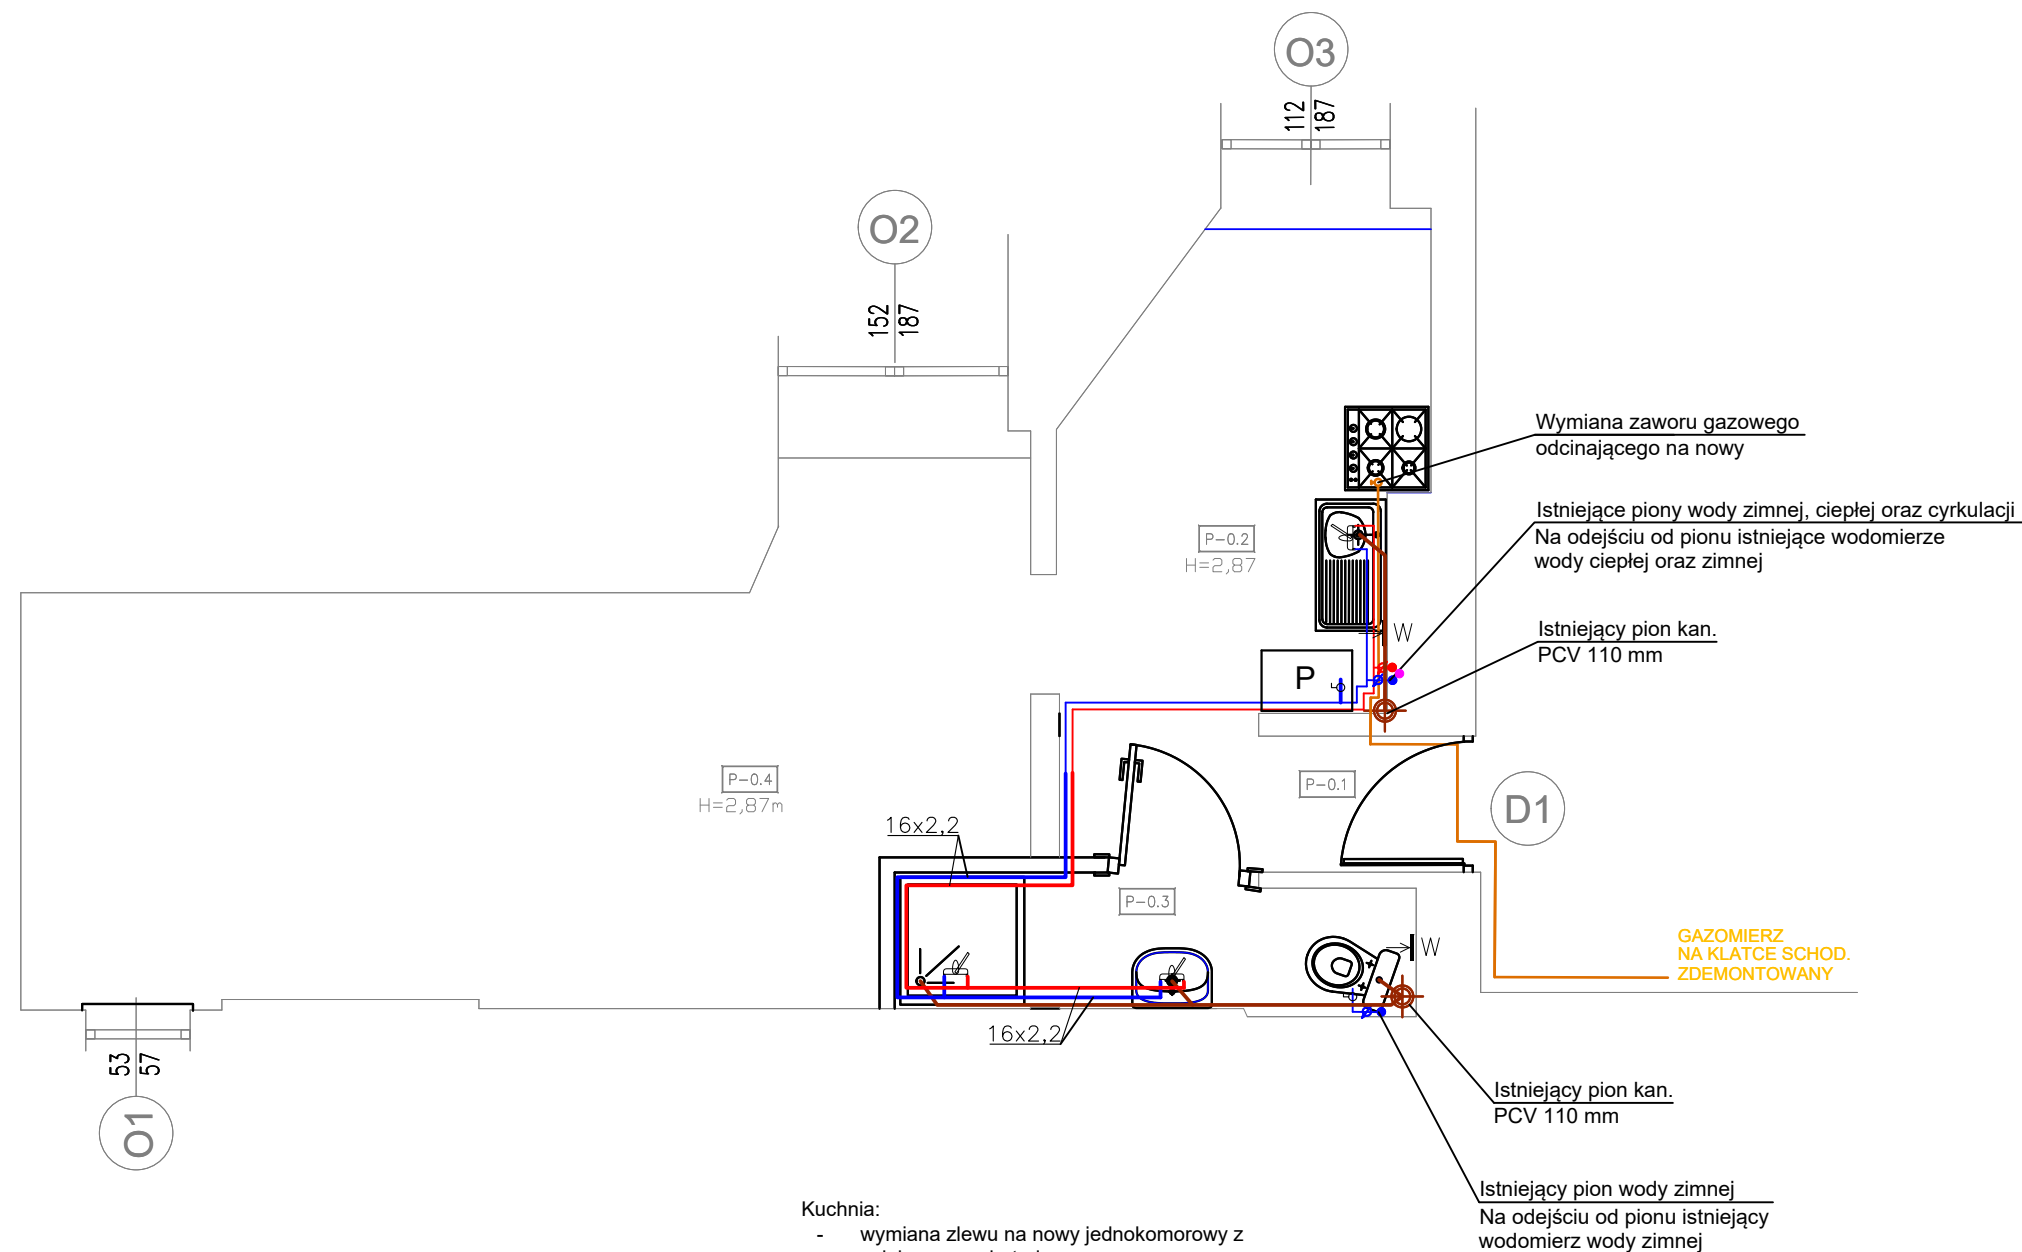 O3
112
187
O2
152
187
Wymiana zaworu gazowego
odcinającego na nowy
Istniejące piony wody zimnej, ciepłej oraz cyrkulacji
Na odejściu od pionu istniejące wodomierze
wody ciepłej oraz zimnej
P-0.2
H=2,87
W
Istniejący pion kan.
PCV 110 mm
P
P-0.4
H=2,87m
P-0.1
D1
16x2,2
P-0.3
W
GAZOMIERZ
NA KLATCE SCHOD.
ZDEMONTOWANY
16x2,2
53
57
O1
Istniejący pion kan.
PCV 110 mm
Istniejący pion wody zimnej
Na odejściu od pionu istniejący
wodomierz wody zimnej
Kuchnia:
- wymiana zlewu na nowy jednokomorowy z